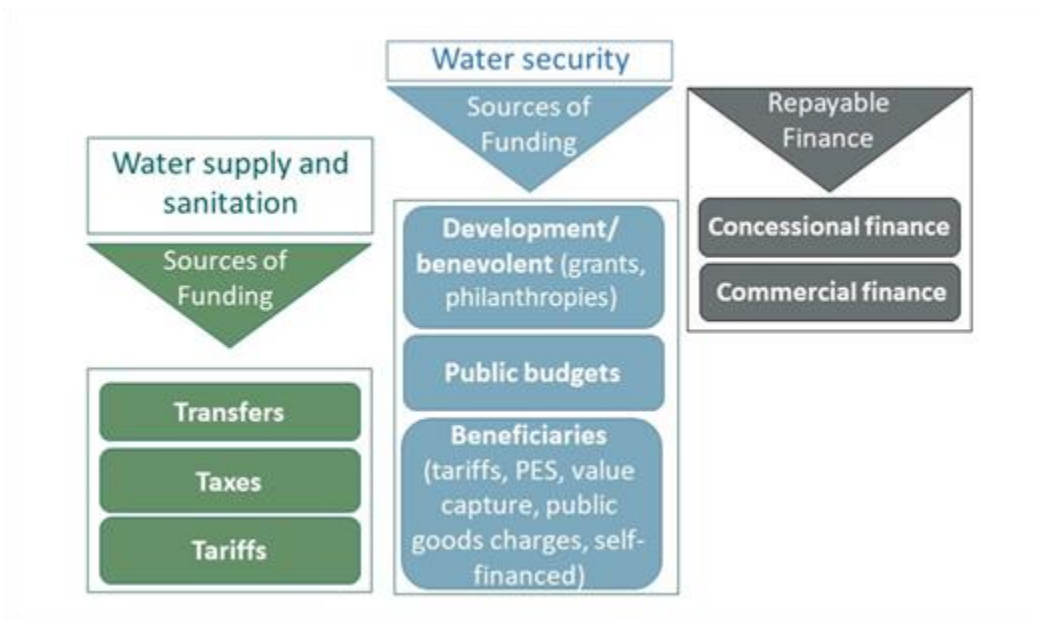 Water supply and
sanitation
Sources of
Funding
Transfers
Taxes
Tariffs
Water security
Sources of
Funding
Development/
benevolent (grants,
philanthropies)
Public budgets
Beneficiaries
(tariffs, PES, value
capture, public
goods charges, self-
financed)
Repayable
Finance
Concessional finance
Commercial finance